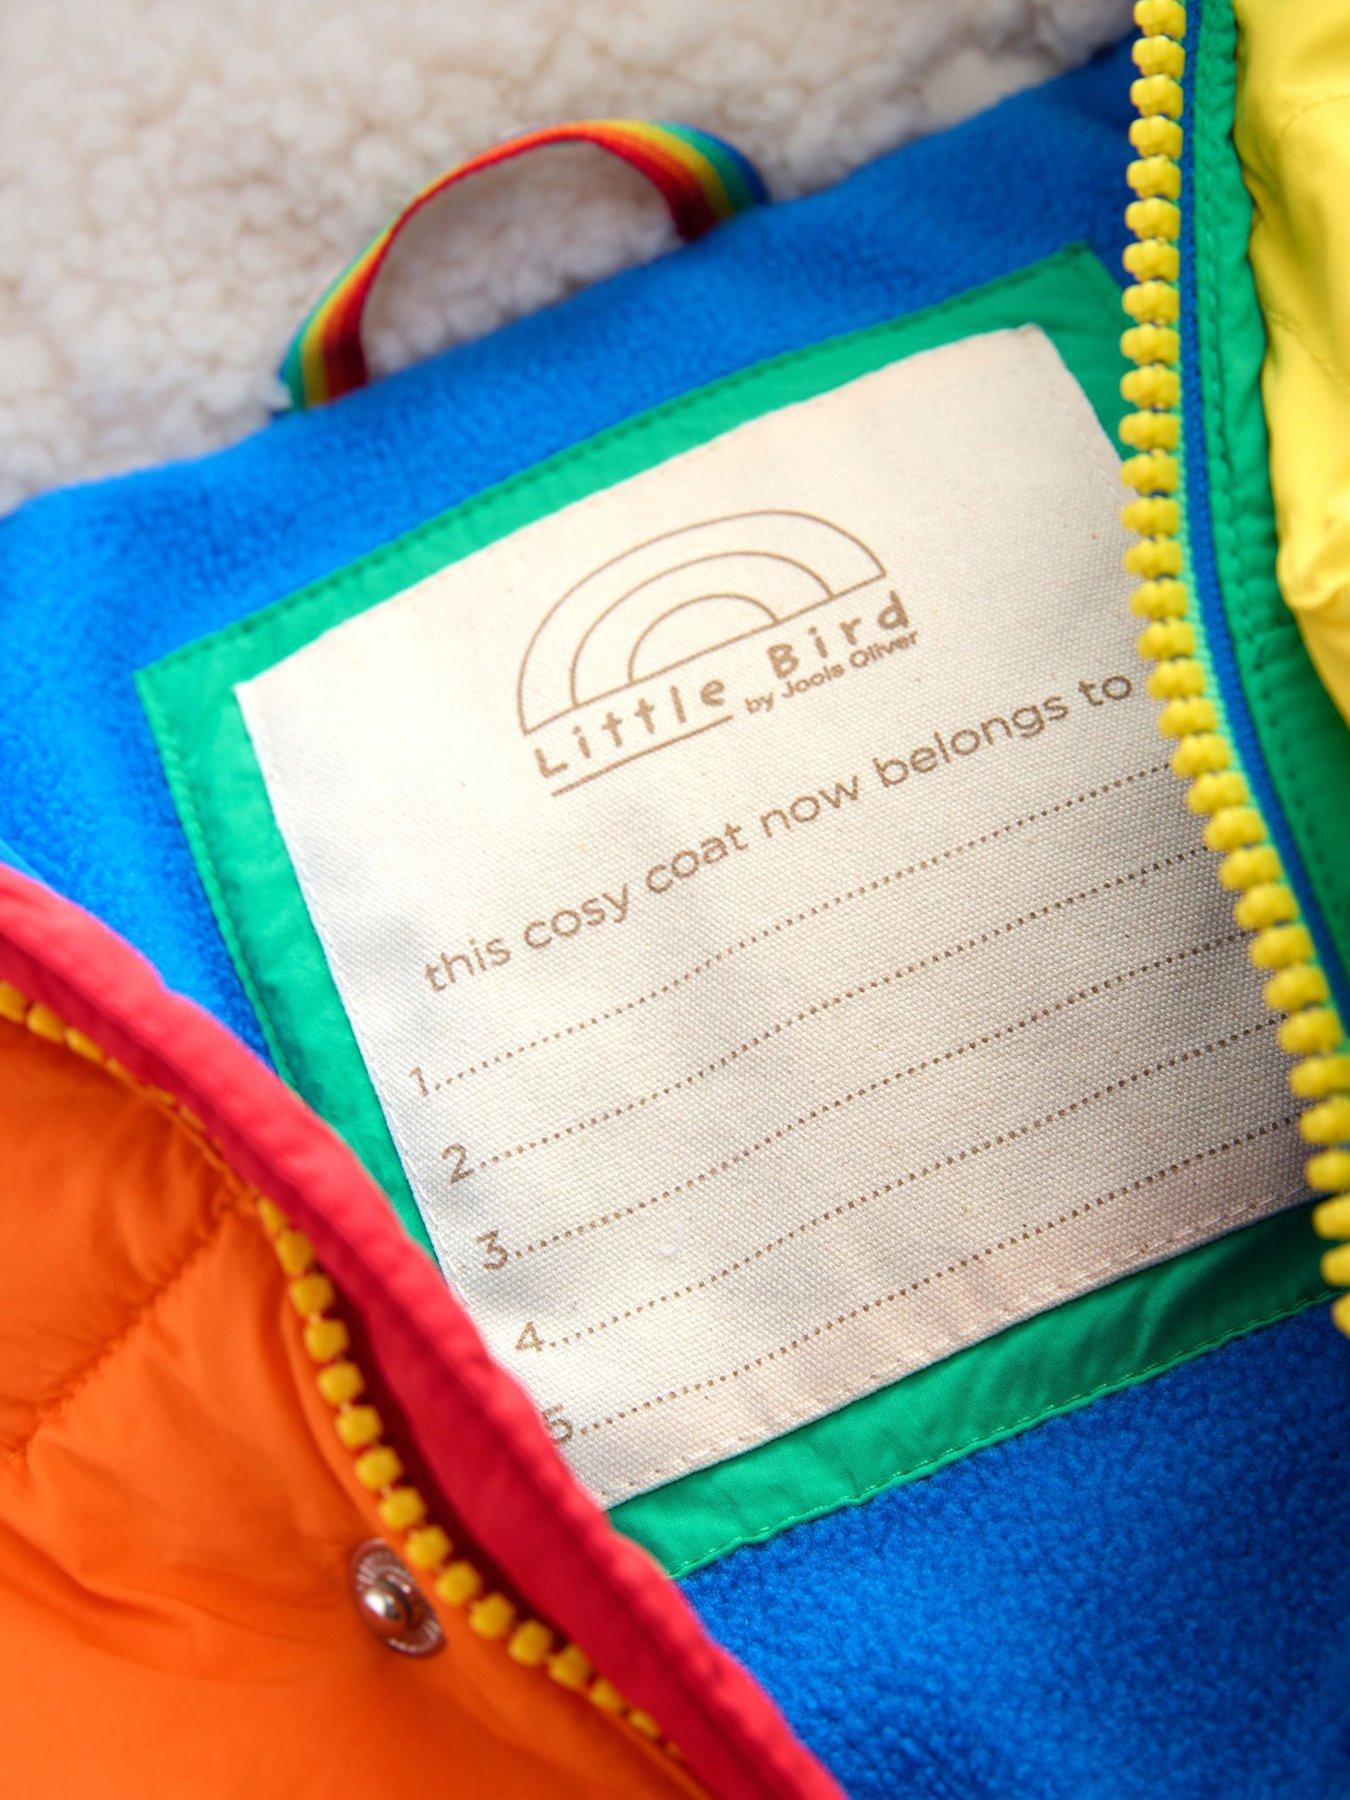 Little Bird
by Jools Oliver
this cosy coat now belongs to
1.
2.
3.
4.
5.